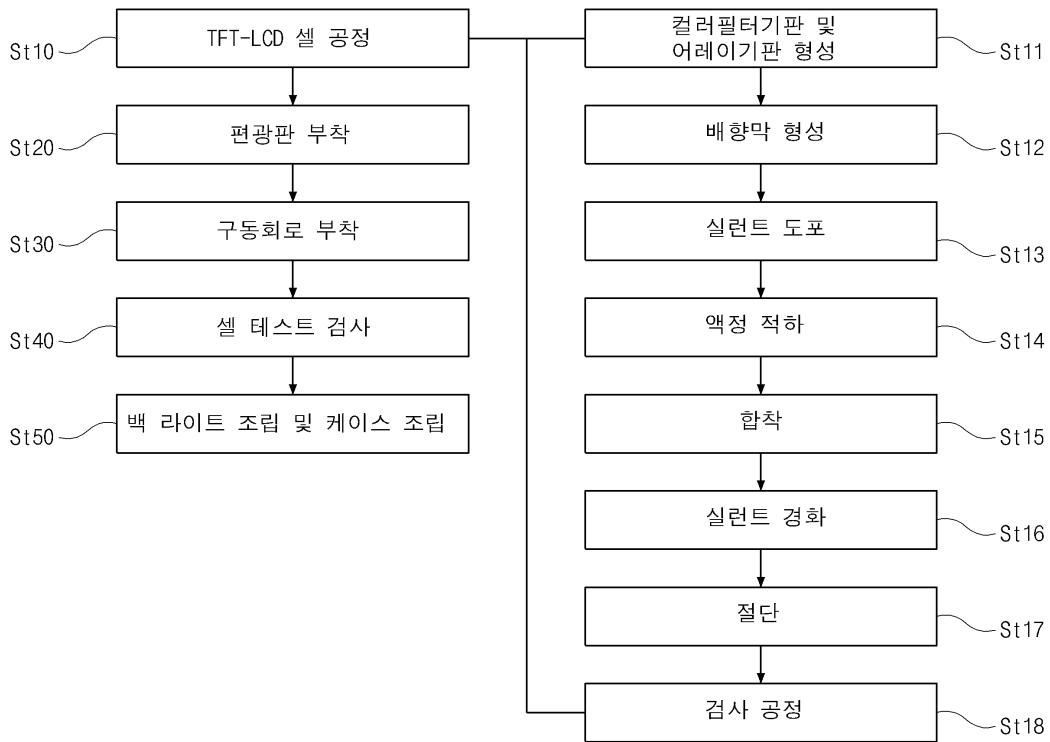 St10
TFT-LCD 셀 공정
St20
편광판 부착
St30
구동회로 부착
St40
셀 테스트 검사
St50
백 라이트 조립 및 케이스 조립
컬러필터기판 및
어레이기판 형성
St11
배향막 형성
St12
실런트 도포
St13
액정 적하
St14
합착
St15
실런트 경화
St16
절단
St17
검사 공정
St18